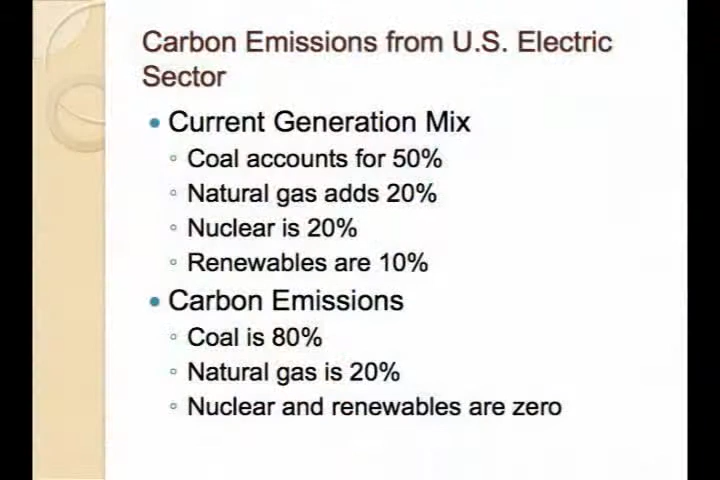 Carbon Emissions from U.S. Electric
Sector
• Current Generation Mix
◦ Coal accounts for 50%
◦ Natural gas adds 20%
◦ Nuclear is 20%
◦ Renewables are 10%
• Carbon Emissions
◦ Coal is 80%
◦ Natural gas is 20%
◦ Nuclear and renewables are zero